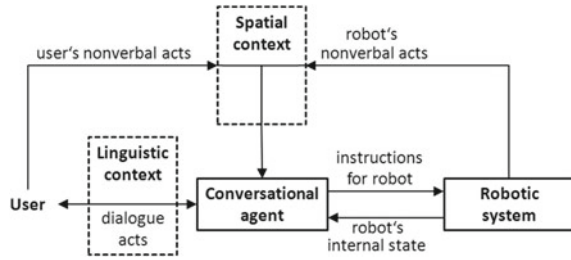 Spatial
context
user's nonverbal acts
robot's
nonverbal acts
Linguistic
context
User
dialogue
acts
Conversational
agent
instructions
for robot
robot's
internal state
Robotic
system